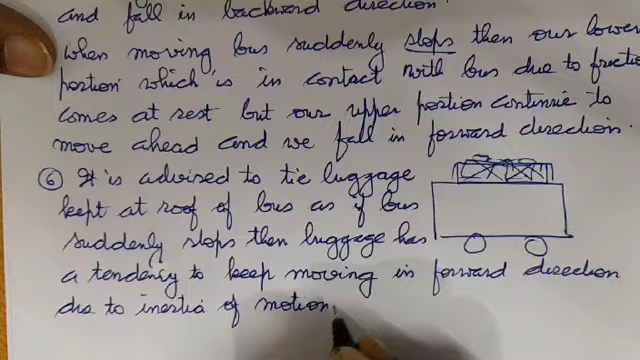 and fall in backward direction.
When moving bus suddenly stops then our lower
portion which is in contact with bus due to frictio
comes at rest but our upper portion continue to
move ahead and we fall in forward direction.
6 It is advised to tie luggage
kept at roof of bus as if bus
suddenly stops then luggage has
a tendency to keep moving in forward direction
due to inertia of motion.